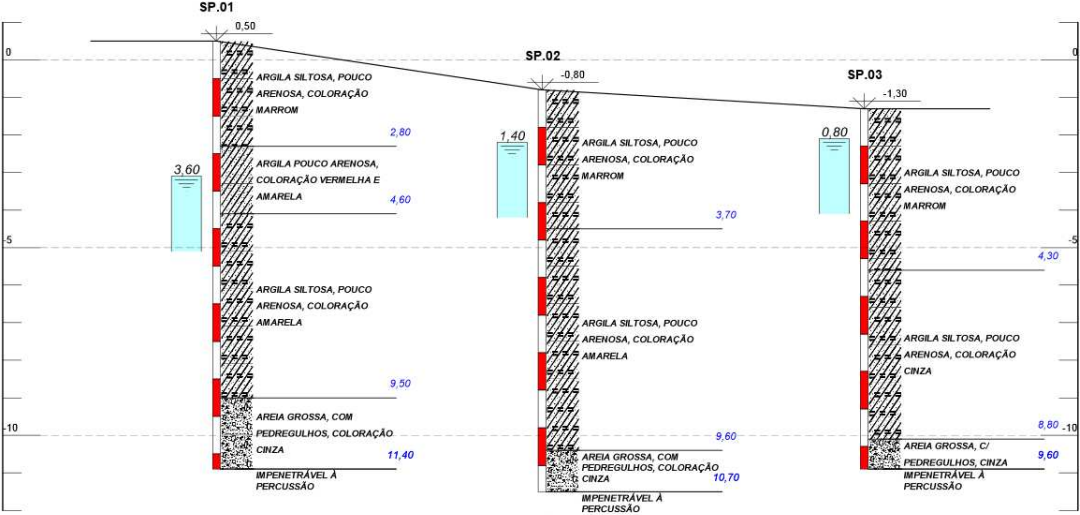 SP.01
0,50
0
0
SP.02
-0,80
SP.03
-1,30
ARGILA SILTOSA, POUCO
ARENOSA, COLORAÇÃO
MARROM
2,80
ARGILA POUCO ARENOSA,
COLORAÇÃO VERMELHA E
AMARELA
3,60
4,60
ARGILA SILTOSA, POUCO
ARENOSA, COLORAÇÃO
AMARELA
9,50
AREIA GROSSA, COM
PEDREGULHOS, COLORAÇÃO
CINZA
11,40
IMPENETRÁVEL À
PERCUSSÃO
1,40
ARGILA SILTOSA, POUCO
ARENOSA, COLORAÇÃO
MARROM
3,70
ARGILA SILTOSA, POUCO
ARENOSA, COLORAÇÃO
AMARELA
9,60
AREIA GROSSA, COM
PEDREGULHOS, COLORAÇÃO
CINZA
10,70
IMPENETRÁVEL À
PERCUSSÃO
0,80
ARGILA SILTOSA, POUCO
ARENOSA, COLORAÇÃO
MARROM
4,30
ARGILA SILTOSA, POUCO
ARENOSA, COLORAÇÃO
CINZA
8,80
AREIA GROSSA, C/
PEDREGULHOS, CINZA
9,60
IMPENETRÁVEL À
PERCUSSÃO
-5
-5
-10
-10